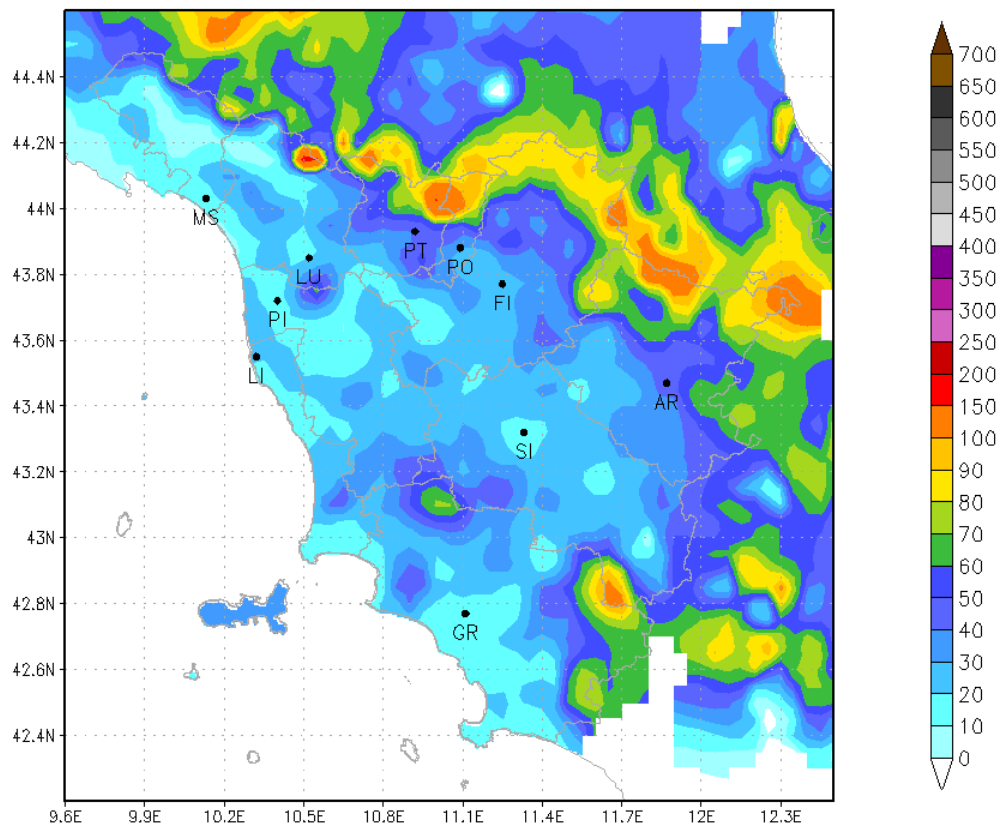 44.4N
44.2N
44N
43.8N
43.6N
43.4N
43.2N
43N
42.8N
42.6N
42.4N
9.6E 9.9E 10.2E 10.5E 10.8E 11.1E 11.4E 11.7E 12E 12.3E
MS
LU
PT
PO
FI
PI
LI
AR
SI
GR
700
650
600
550
500
450
400
350
300
250
200
150
100
90
80
70
60
50
40
30
20
10
0